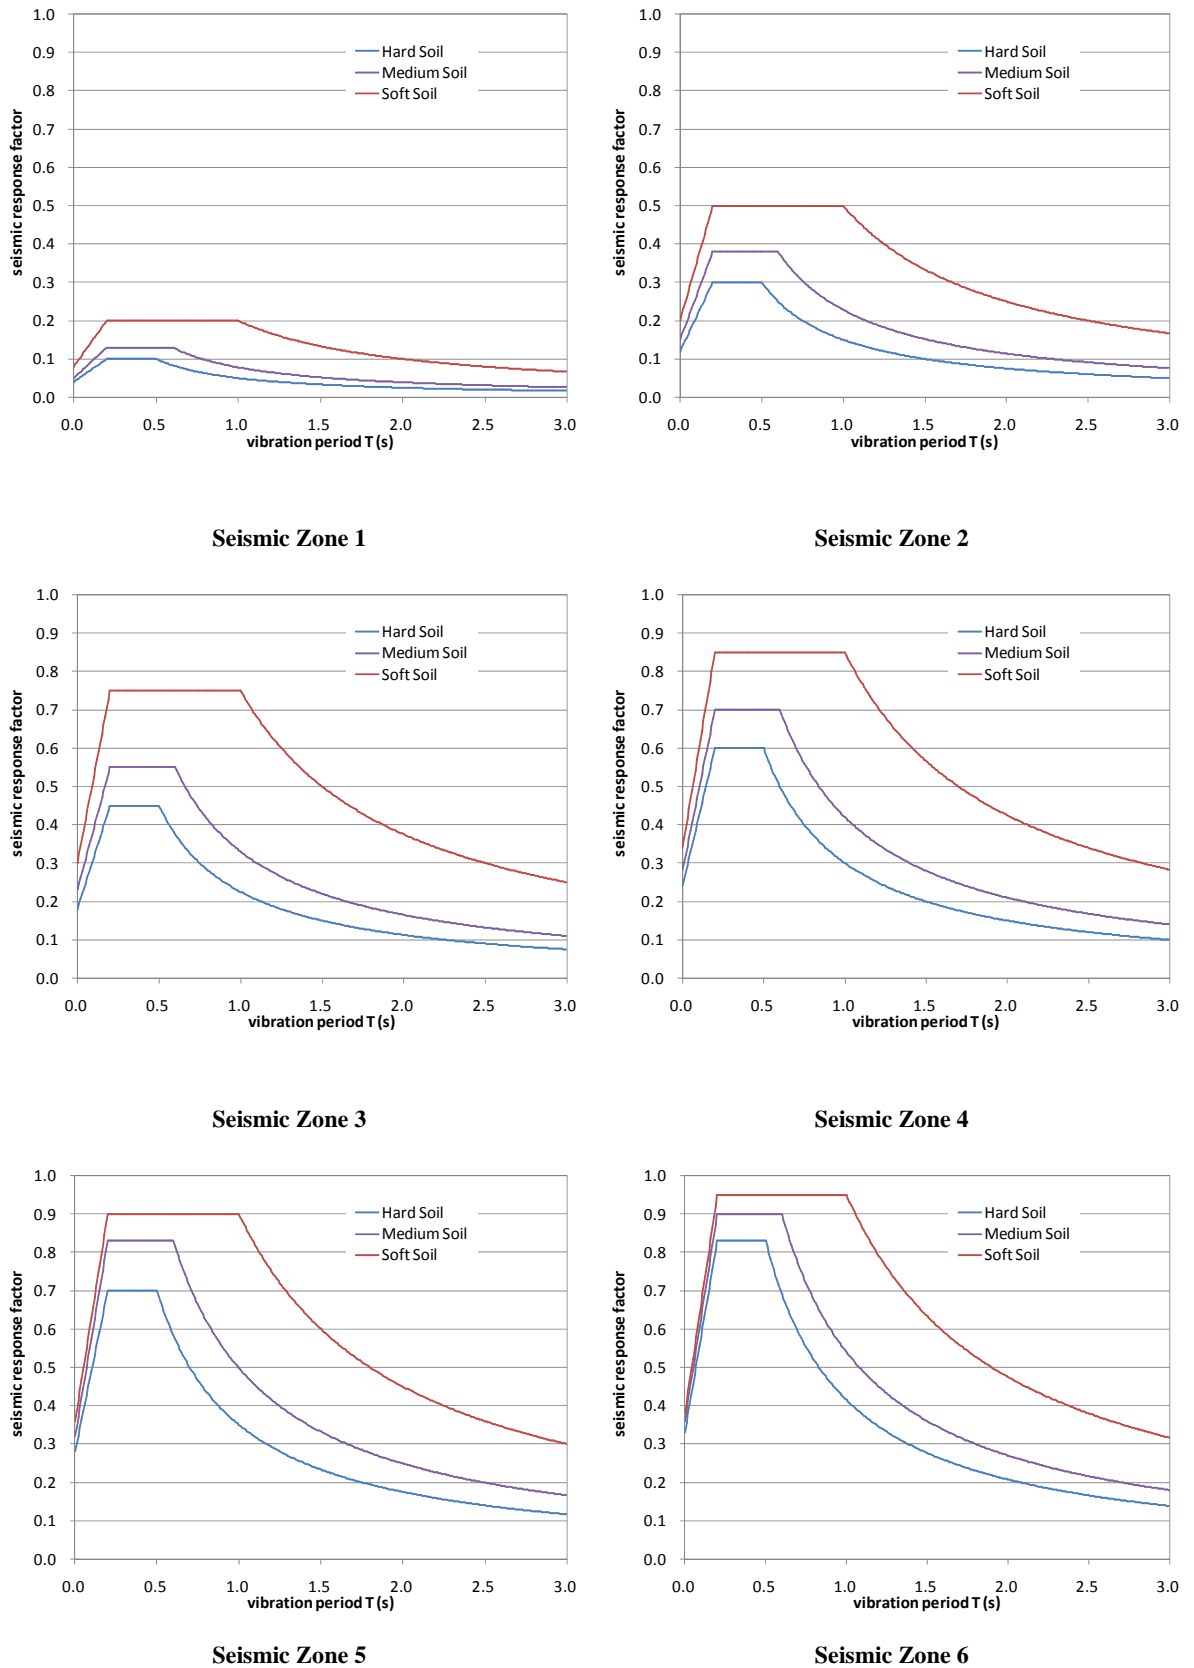 1.0
0.9
0.8
0.7
0.6
0.5
0.4
0.3
0.2
0.1
0.0
seismic response factor
Hard Soil
Medium Soil
Soft Soil
0.0 0.5 1.0 1.5 2.0 2.5 3.0
vibration period T (s)
Seismic Zone 1
1.0
0.9
0.8
0.7
0.6
0.5
0.4
0.3
0.2
0.1
0.0
seismic response factor
Hard Soil
Medium Soil
Soft Soil
0.0 0.5 1.0 1.5 2.0 2.5 3.0
vibration period T (s)
Seismic Zone 2
1.0
0.9
0.8
0.7
0.6
0.5
0.4
0.3
0.2
0.1
0.0
seismic response factor
Hard Soil
Medium Soil
Soft Soil
0.0 0.5 1.0 1.5 2.0 2.5 3.0
vibration period T (s)
Seismic Zone 3
1.0
0.9
0.8
0.7
0.6
0.5
0.4
0.3
0.2
0.1
0.0
seismic response factor
Hard Soil
Medium Soil
Soft Soil
0.0 0.5 1.0 1.5 2.0 2.5 3.0
vibration period T (s)
Seismic Zone 4
1.0
0.9
0.8
0.7
0.6
0.5
0.4
0.3
0.2
0.1
0.0
seismic response factor
Hard Soil
Medium Soil
Soft Soil
0.0 0.5 1.0 1.5 2.0 2.5 3.0
vibration period T (s)
Seismic Zone 5
1.0
0.9
0.8
0.7
0.6
0.5
0.4
0.3
0.2
0.1
0.0
seismic response factor
Hard Soil
Medium Soil
Soft Soil
0.0 0.5 1.0 1.5 2.0 2.5 3.0
vibration period T (s)
Seismic Zone 6